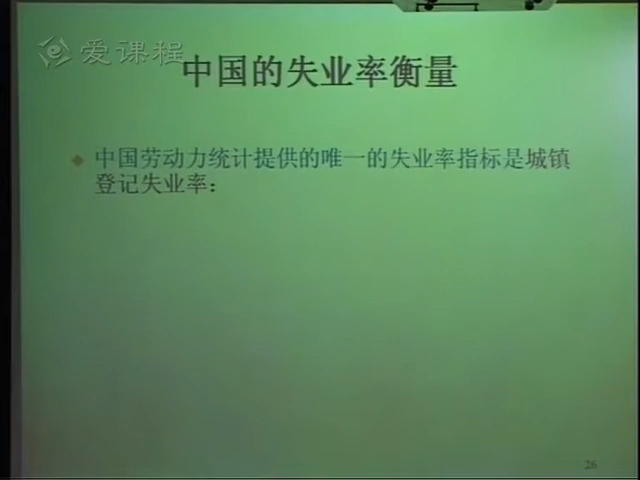 爱课程
中国的失业率衡量
中国劳动力统计提供的唯一的失业率指标是城镇
登记失业率：
26